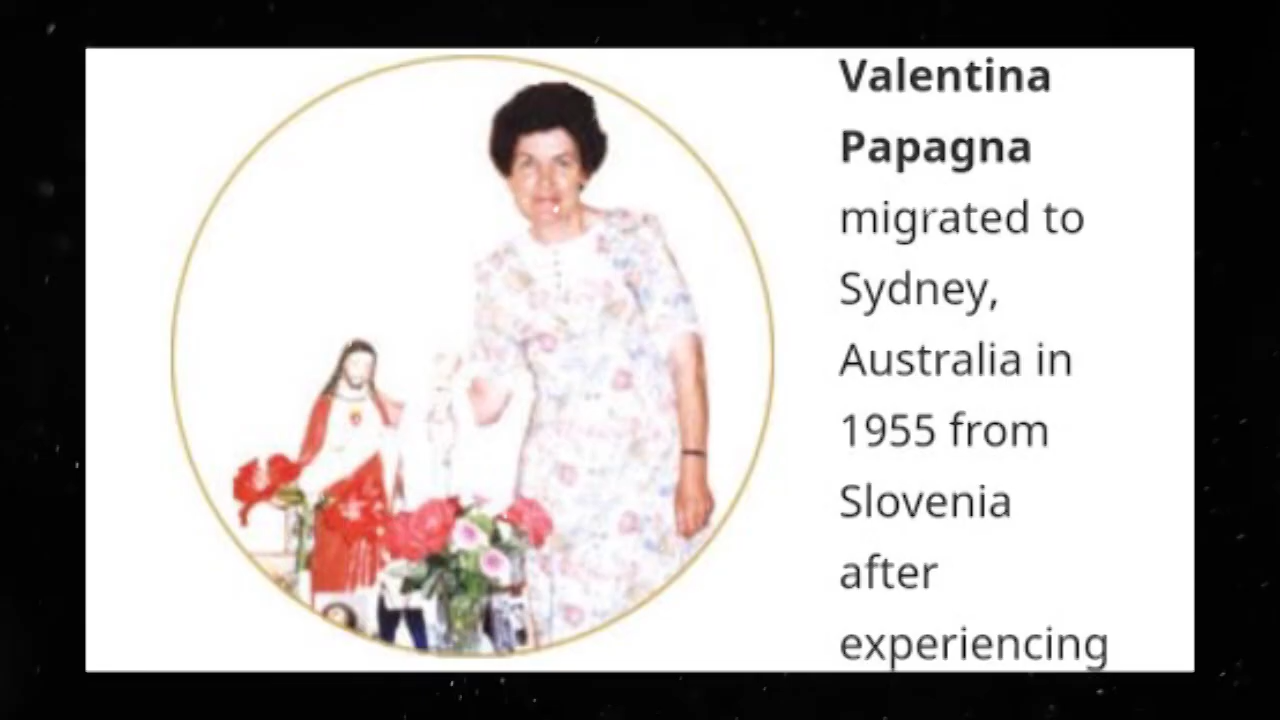 Valentina
Papagna
migrated to
Sydney,
Australia in
1955 from
Slovenia
after
experiencing